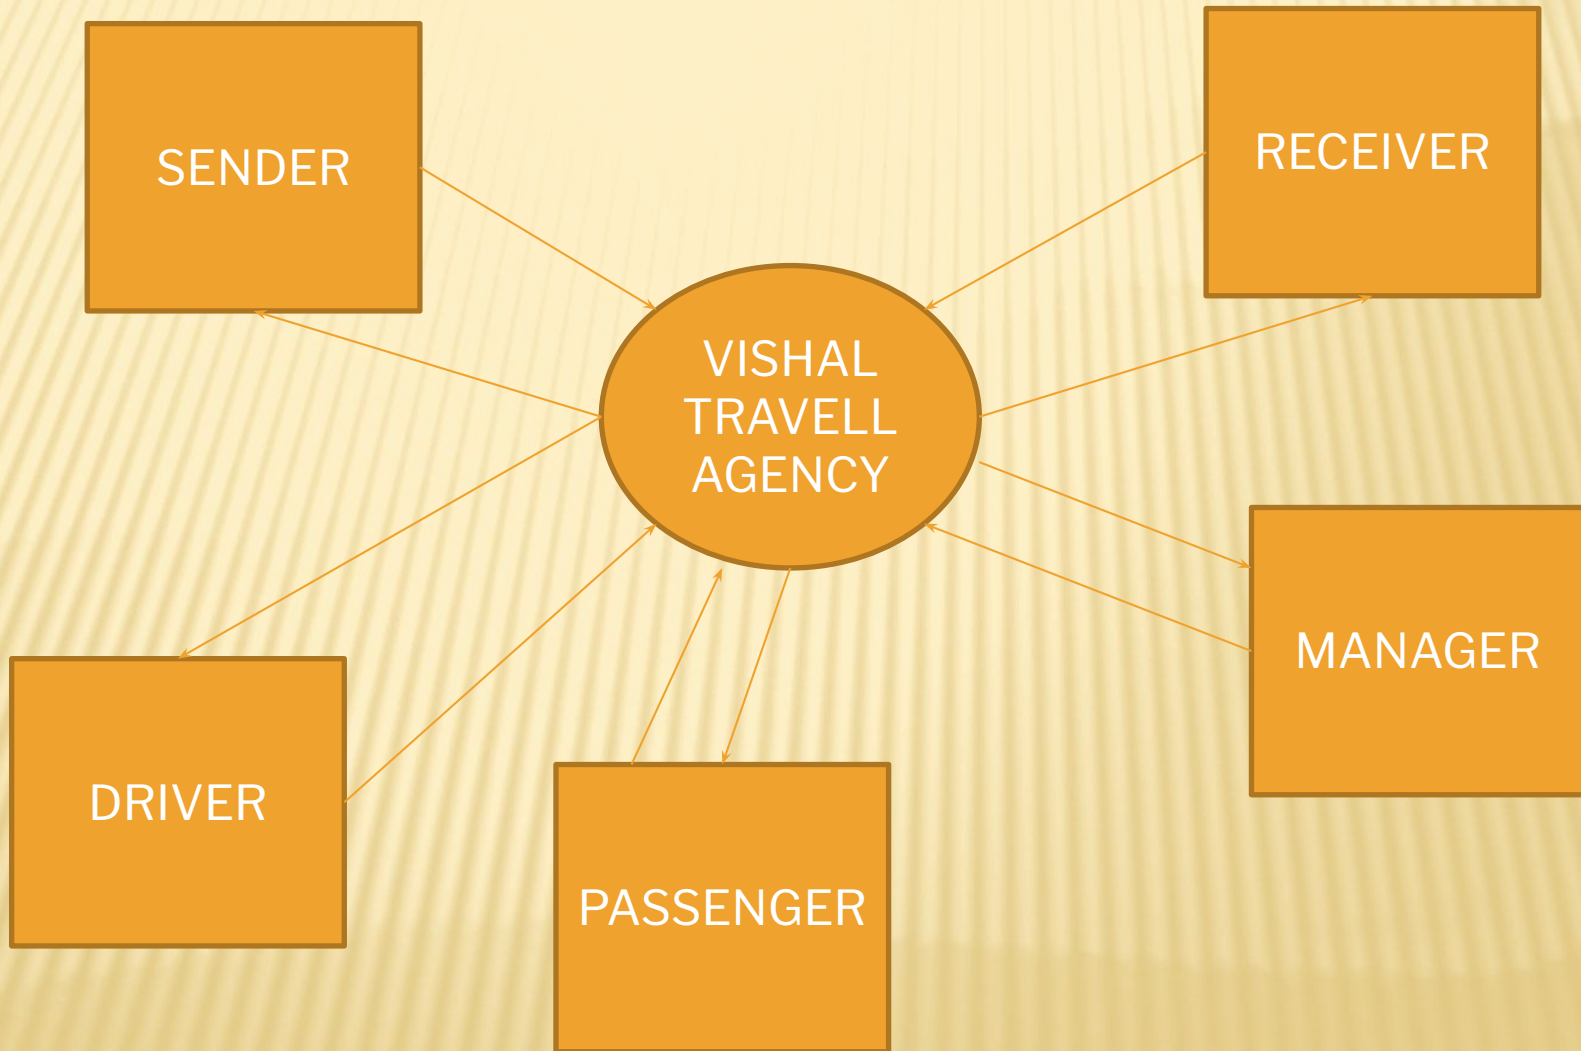 SENDER
RECEIVER
VISHAL
TRAVELL
AGENCY
MANAGER
DRIVER
PASSENGER